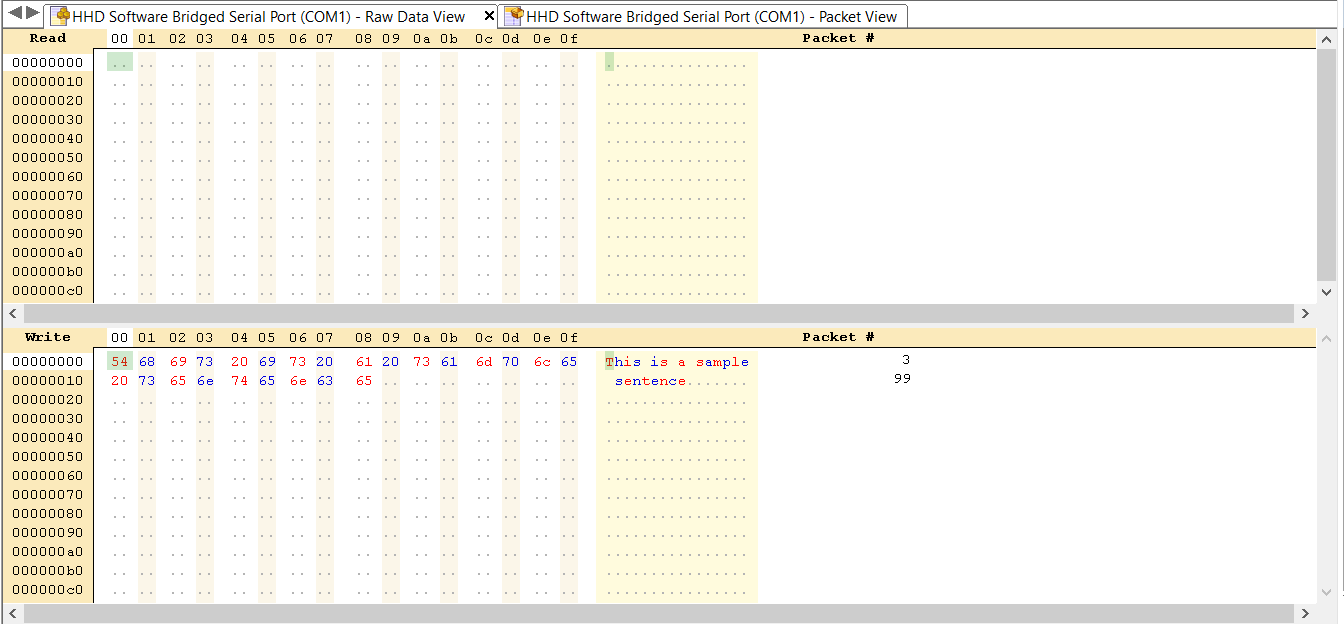 HHD Software Bridged Serial Port (COM1) - Raw Data View HHD Software Bridged Serial Port (COM1) - Packet View
Read 00 01 02 03 04 05 06 07 08 09 0a 0b 0c 0d 0e 0f Packet #
00000000
00000010
00000020
00000030
00000040
00000050
00000060
00000070
00000080
00000090
000000a0
000000b0
000000c0
Write 00 01 02 03 04 05 06 07 08 09 0a 0b 0c 0d 0e 0f Packet #
00000000 54 68 69 73 20 69 73 20 61 20 73 61 6d 70 6c 65 This is a sample 3
00000010 20 73 65 6e 74 65 6e 63 65 sentence 99
00000020
00000030
00000040
00000050
00000060
00000070
00000080
00000090
000000a0
000000b0
000000c0